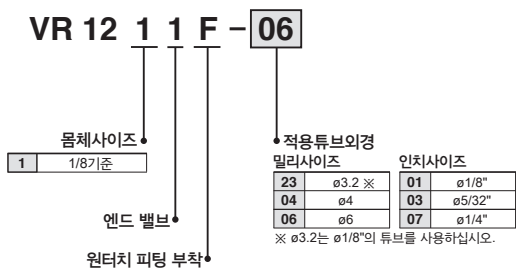 VR 12 1 1 F - 06
몸체사이즈
1 1/8기준
엔드 밸브
원터치 피팅 부착
적용튜브외경
밀리사이즈 인치사이즈
23 ø3.2 ※ 01 ø1/8"
04 ø4 03 ø5/32"
06 ø6 07 ø1/4"
※ ø3.2는 ø1/8"의 튜브를 사용하십시오.